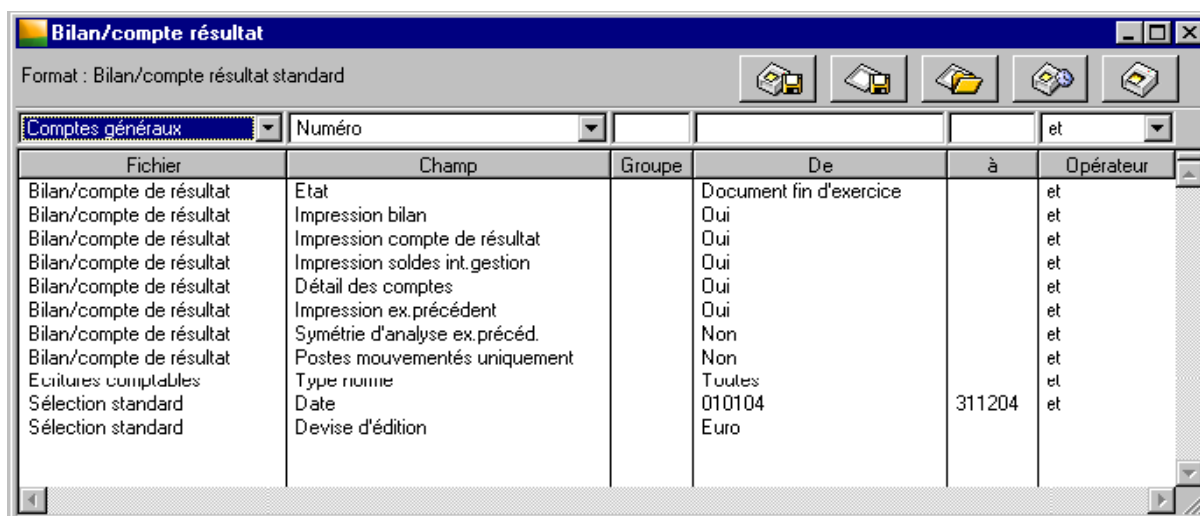 Bilan/compte résultat
Format : Bilan/compte résultat standard
Comptes généraux Numéro et
Fichier Champ Groupe De à Opérateur
Bilan/compte de résultat Etat Document fin d'exercice et
Bilan/compte de résultat Impression bilan Oui et
Bilan/compte de résultat Impression compte de résultat Oui et
Bilan/compte de résultat Impression soldes int.gestion Oui et
Bilan/compte de résultat Détail des comptes Oui et
Bilan/compte de résultat Impression ex.précédent Oui et
Bilan/compte de résultat Symétrie d'analyse ex.précéd. Non et
Bilan/compte de résultat Postes mouvementés uniquement Non et
Ecritures comptables Type norme Toutes et
Sélection standard Date 010104 311204 et
Sélection standard Devise d'édition Euro